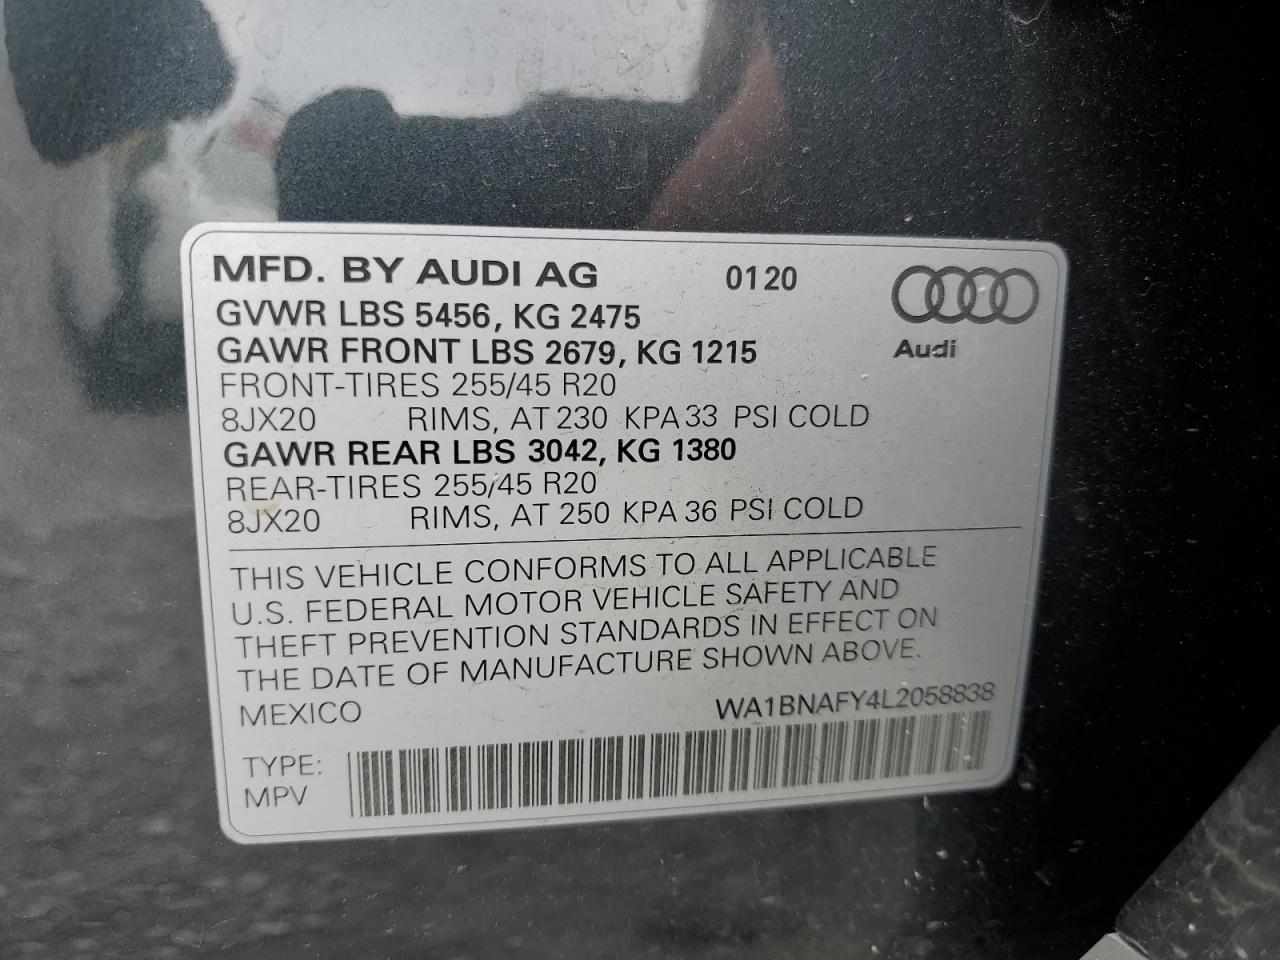 MFD. BY AUDI AG 0120
GVWR LBS 5456, KG 2475
GAWR FRONT LBS 2679, KG 1215
Audi
FRONT-TIRES 255/45 R20
8JX20 RIMS, AT 230 KPA 33 PSI COLD
GAWR REAR LBS 3042, KG 1380
REAR-TIRES 255/45 R20
8JX20 RIMS, AT 250 KPA 36 PSI COLD
THIS VEHICLE CONFORMS TO ALL APPLICABLE
U.S. FEDERAL MOTOR VEHICLE SAFETY AND
THEFT PREVENTION STANDARDS IN EFFECT ON
THE DATE OF MANUFACTURE SHOWN ABOVE.
MEXICO WA1BNAFY4L2058838
TYPE:
MPV